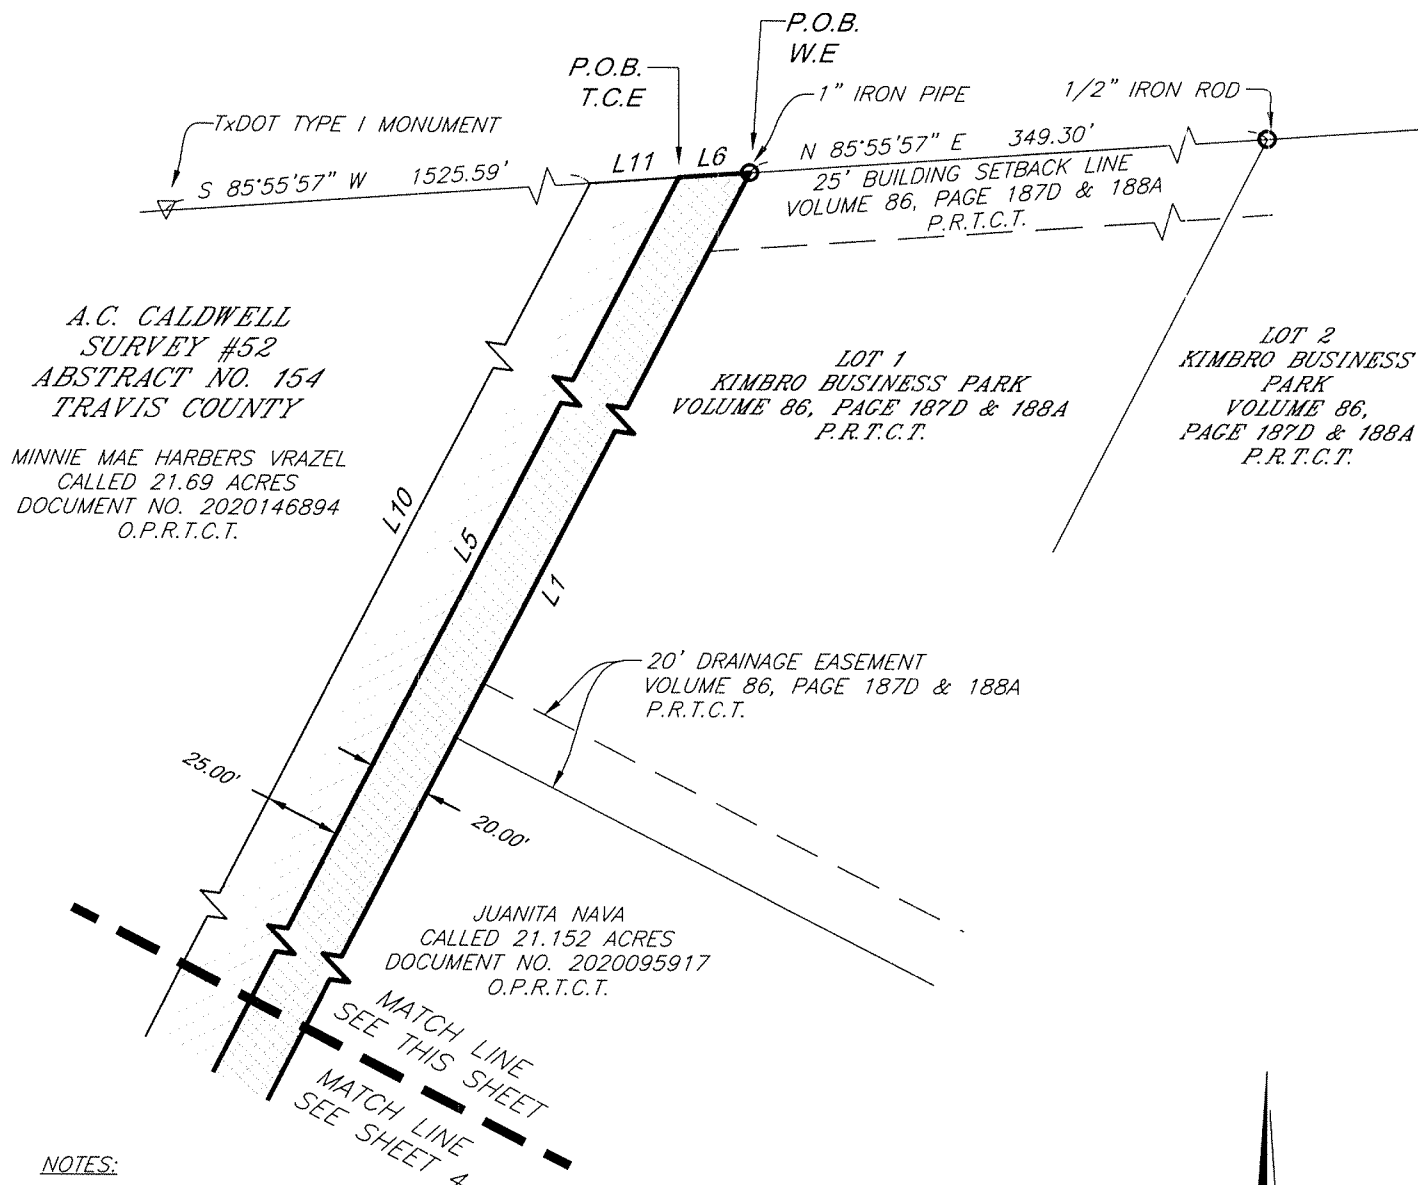 P.O.B.
W.E
P.O.B.
T.C.E
1" IRON PIPE
1/2" IRON ROD
TxDOT TYPE I MONUMENT
S 85°55'57" W 1525.59'
L11
L6
N 85°55'57" E 349.30'
25' BUILDING SETBACK LINE
VOLUME 86, PAGE 187D & 188A
P.R.T.C.T.
A.C. CALDWELL
SURVEY #52
ABSTRACT NO. 154
TRAVIS COUNTY
MINNIE MAE HARBERS VRAZEL
CALLED 21.69 ACRES
DOCUMENT NO. 2020146894
O.P.R.T.C.T.
LOT 1
KIMBRO BUSINESS PARK
VOLUME 86, PAGE 187D & 188A
P.R.T.C.T.
LOT 2
KIMBRO BUSINESS
PARK
VOLUME 86,
PAGE 187D & 188A
P.R.T.C.T.
L10
L5
L1
20' DRAINAGE EASEMENT
VOLUME 86, PAGE 187D & 188A
P.R.T.C.T.
25.00'
20.00'
JUANITA NAVA
CALLED 21.152 ACRES
DOCUMENT NO. 2020095917
O.P.R.T.C.T.
MATCH LINE
SEE THIS SHEET
MATCH LINE
SEE SHEET 4
NOTES: